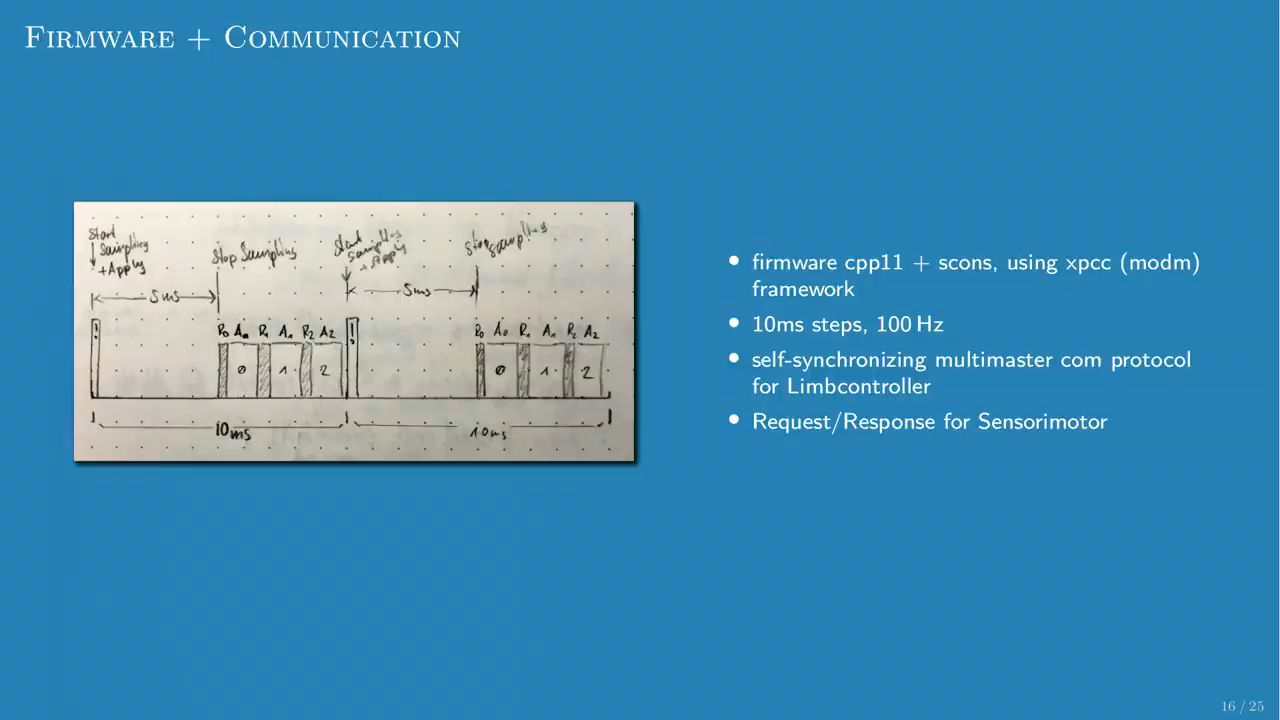 Firmware + Communication
Start
Sampling
+Apply
Stop Sampling
Start
Sampling
+Apply
Stop sampling
5ms
5ms
R₀ A₀ R₁ A₁ R₂ A₂
!
!
R₀ A₀ R₁ A₁ R₂ A₂
0 1 2
0 1 2
10ms
10ms
• firmware cpp11 + scons, using xpcc (modm)
framework
• 10ms steps, 100 Hz
• self-synchronizing multimaster com protocol
for Limbcontroller
• Request/Response for Sensorimotor
16 / 25